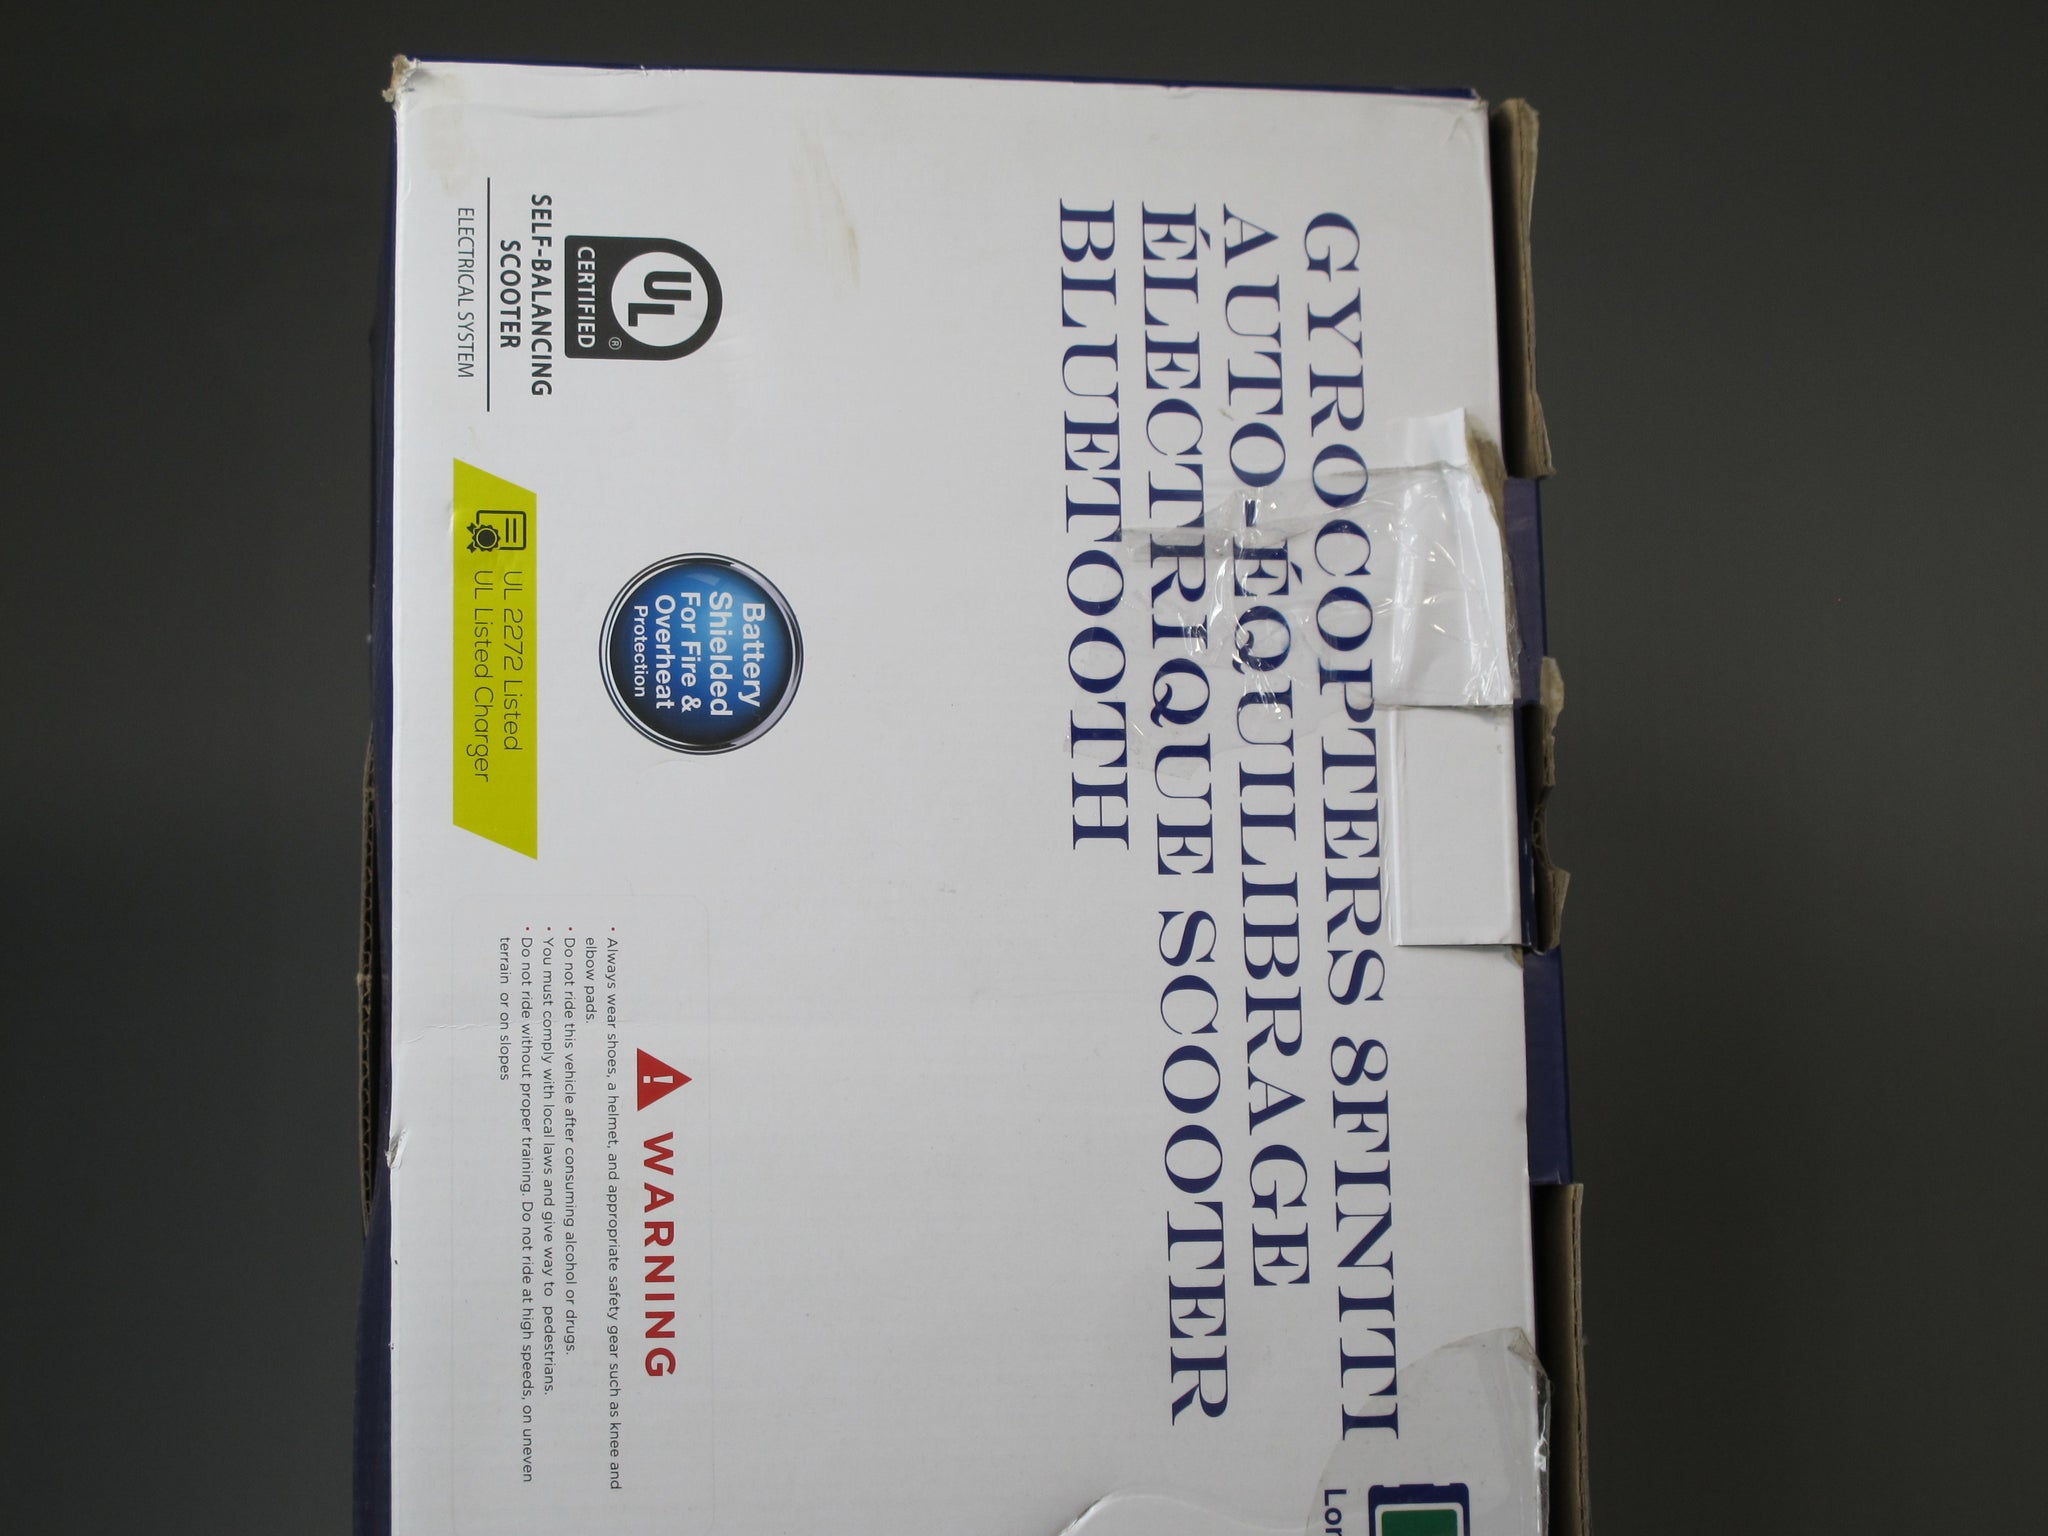 GYROCOPTERS 8FINITI
AUTO-ÉQUILIBRAGE
ÉLECTRIQUE SCOOTER
BLUETOOTH
UL
CERTIFIED
®
SELF-BALANCING
SCOOTER
ELECTRICAL SYSTEM
Battery
Shielded
For Fire &
Overheat
Protection
UL 2272 Listed
UL Listed Charger
WARNING
• Always wear shoes, a helmet, and appropriate safety gear such as knee and
elbow pads.
• Do not ride this vehicle after consuming alcohol or drugs.
• You must comply with local laws and give way to pedestrians.
• Do not ride without proper training. Do not ride at high speeds, on uneven
terrain or on slopes